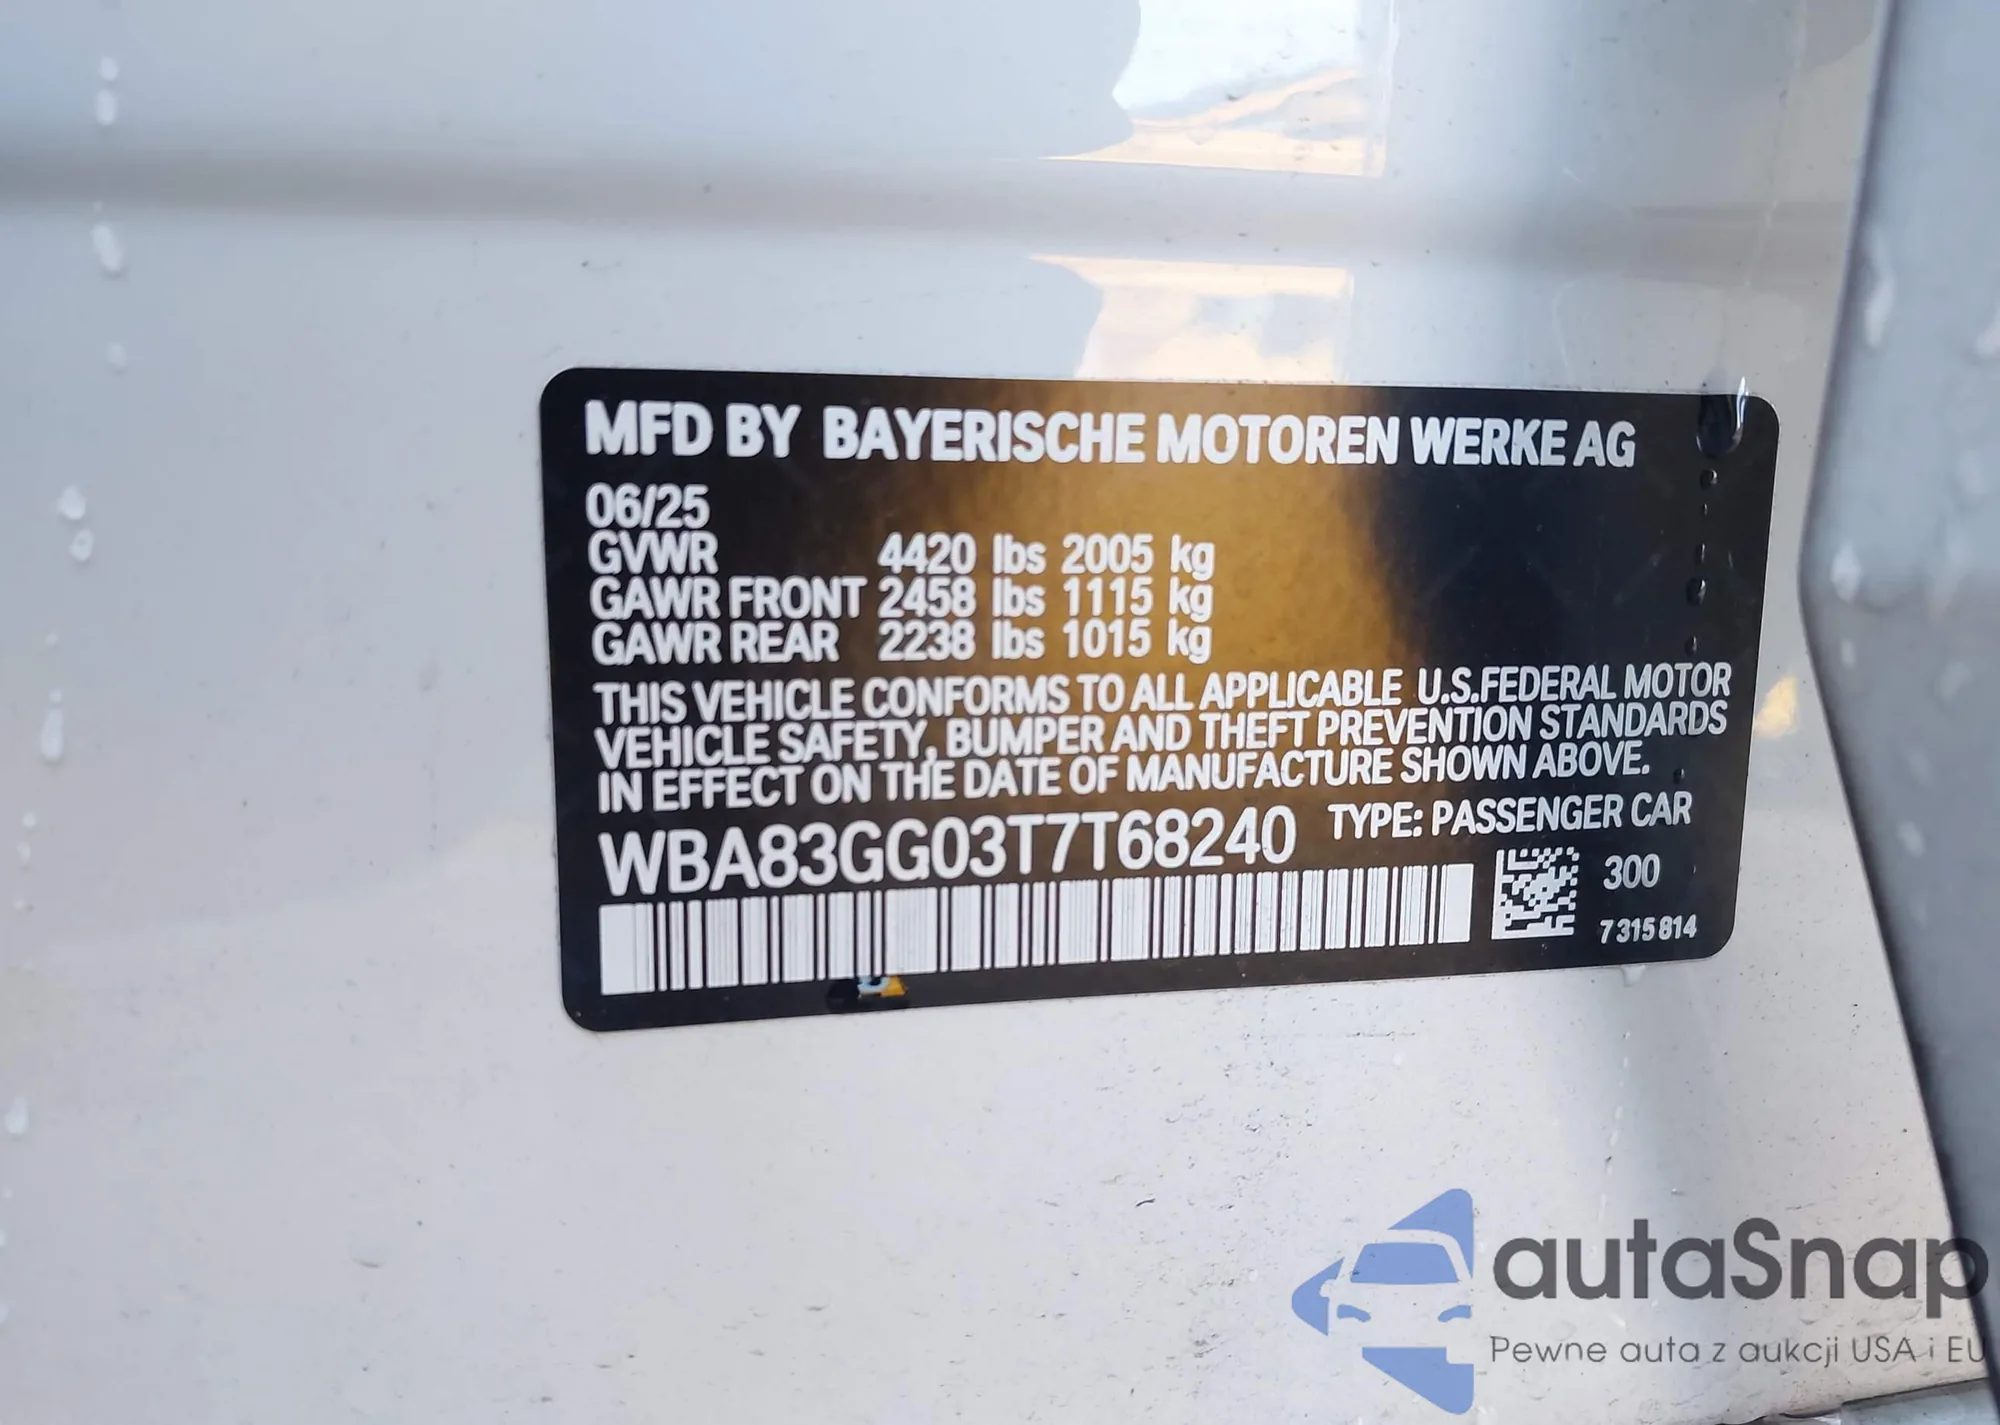 MFD BY BAYERISCHE MOTOREN WERKE AG
06/25
GVWR 4420 lbs 2005 kg
GAWR FRONT 2458 lbs 1115 kg
GAWR REAR 2238 lbs 1015 kg
THIS VEHICLE CONFORMS TO ALL APPLICABLE U.S.FEDERAL MOTOR
VEHICLE SAFETY, BUMPER AND THEFT PREVENTION STANDARDS
IN EFFECT ON THE DATE OF MANUFACTURE SHOWN ABOVE.
WBA83GG03T7T68240 TYPE: PASSENGER CAR
300
7 315 814
autaSnap
Pewne auta z aukcji USA i EU